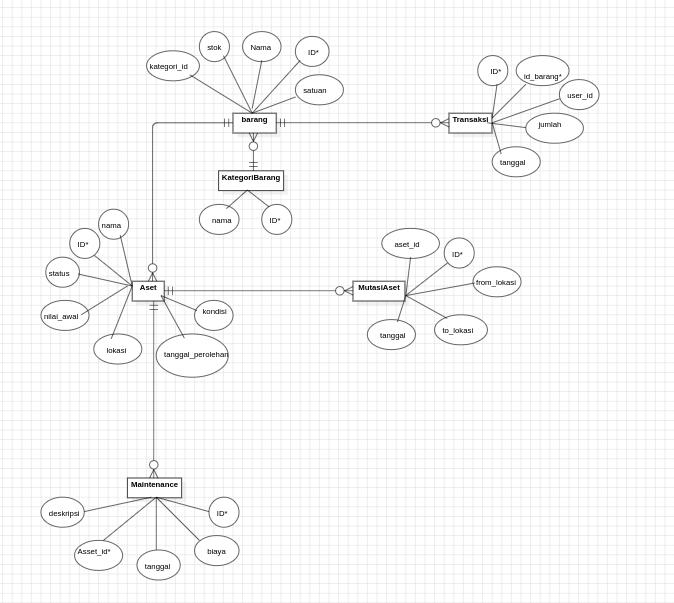 stok
Nama
ID*
kategori_id
satuan
barang
ID*
id_barang*
user_id
Transaksi
jumlah
tanggal
KategoriBarang
nama
ID*
nama
ID*
status
Aset
nilai_awal
lokasi
kondisi
tanggal_perolehan
aset_id
ID*
from_lokasi
MutasiAset
to_lokasi
tanggal
Maintenance
deskripsi
ID*
Asset_id*
biaya
tanggal